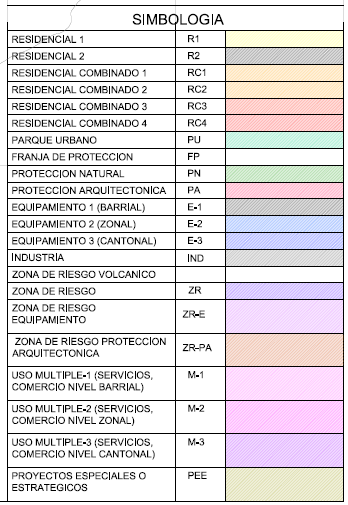 SIMBOLOGIA
RESIDENCIAL 1 R1
RESIDENCIAL 2 R2
RESIDENCIAL COMBINADO 1 RC1
RESIDENCIAL COMBINADO 2 RC2
RESIDENCIAL COMBINADO 3 RC3
RESIDENCIAL COMBINADO 4 RC4
PARQUE URBANO PU
FRANJA DE PROTECCION FP
PROTECCION NATURAL PN
PROTECCION ARQUITECTONICA PA
EQUIPAMIENTO 1 (BARRIAL) E-1
EQUIPAMIENTO 2 (ZONAL) E-2
EQUIPAMIENTO 3 (CANTONAL) E-3
INDUSTRIA IND
ZONA DE RIESGO VOLCANICO
ZONA DE RIESGO ZR
ZONA DE RIESGO ZR-E
EQUIPAMIENTO
ZONA DE RIESGO PROTECCION ZR-PA
ARQUITECTONICA
USO MULTIPLE-1 (SERVICIOS, M-1
COMERCIO NIVEL BARRIAL)
USO MULTIPLE-2 (SERVICIOS, M-2
COMERCIO NIVEL ZONAL)
USO MULTIPLE-3 (SERVICIOS, M-3
COMERCIO NIVEL CANTONAL)
PROYECTOS ESPECIALES O PEE
ESTRATEGICOS